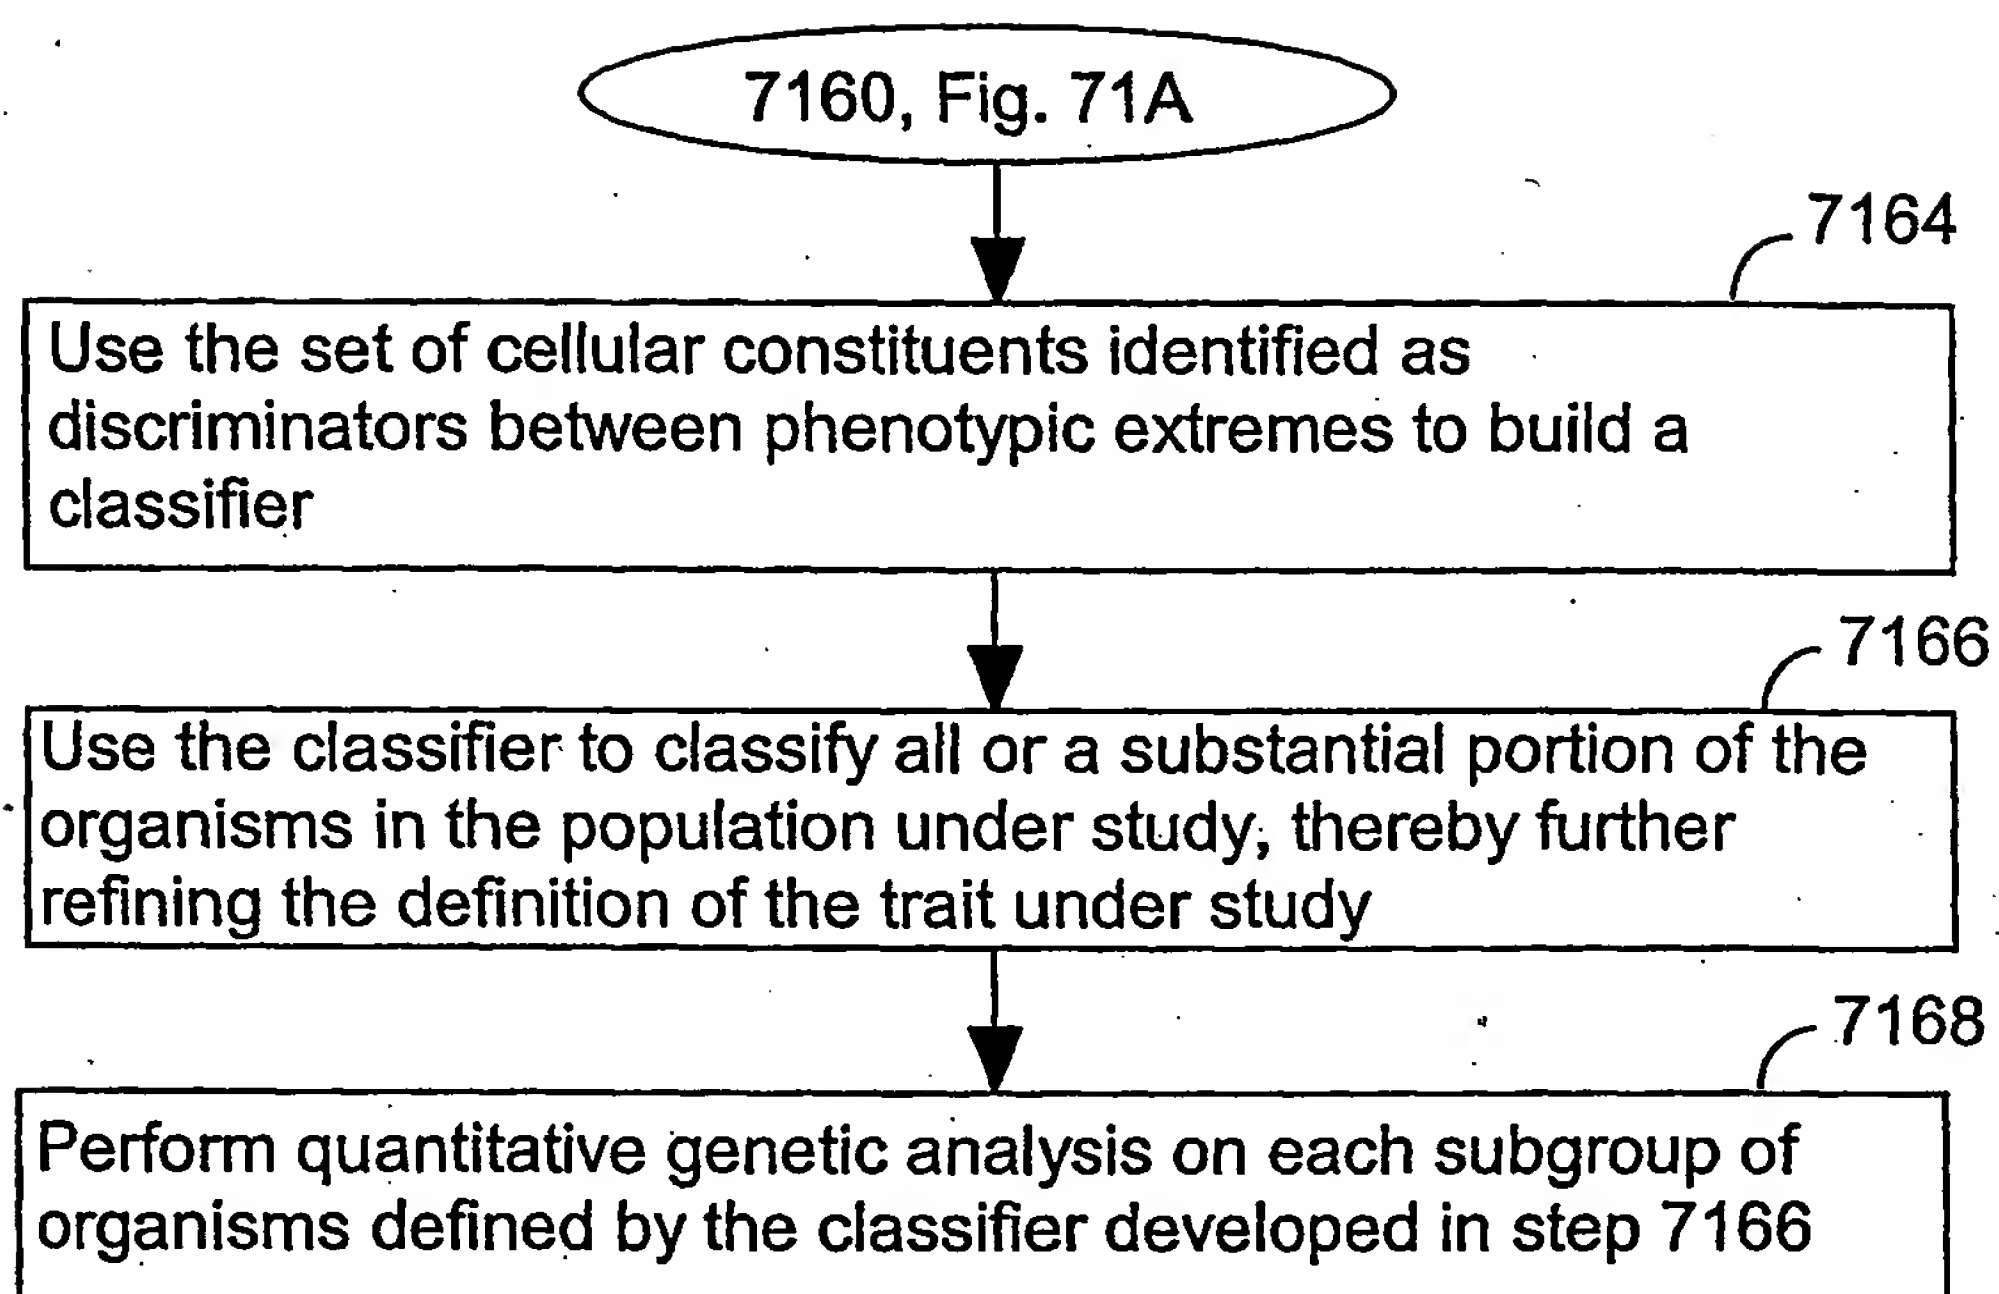 7160, Fig. 71A
7164
Use the set of cellular constituents identified as
discriminators between phenotypic extremes to build a
classifier
7166
Use the classifier to classify all or a substantial portion of the
organisms in the population under study, thereby further
refining the definition of the trait under study
7168
Perform quantitative genetic analysis on each subgroup of
organisms defined by the classifier developed in step 7166